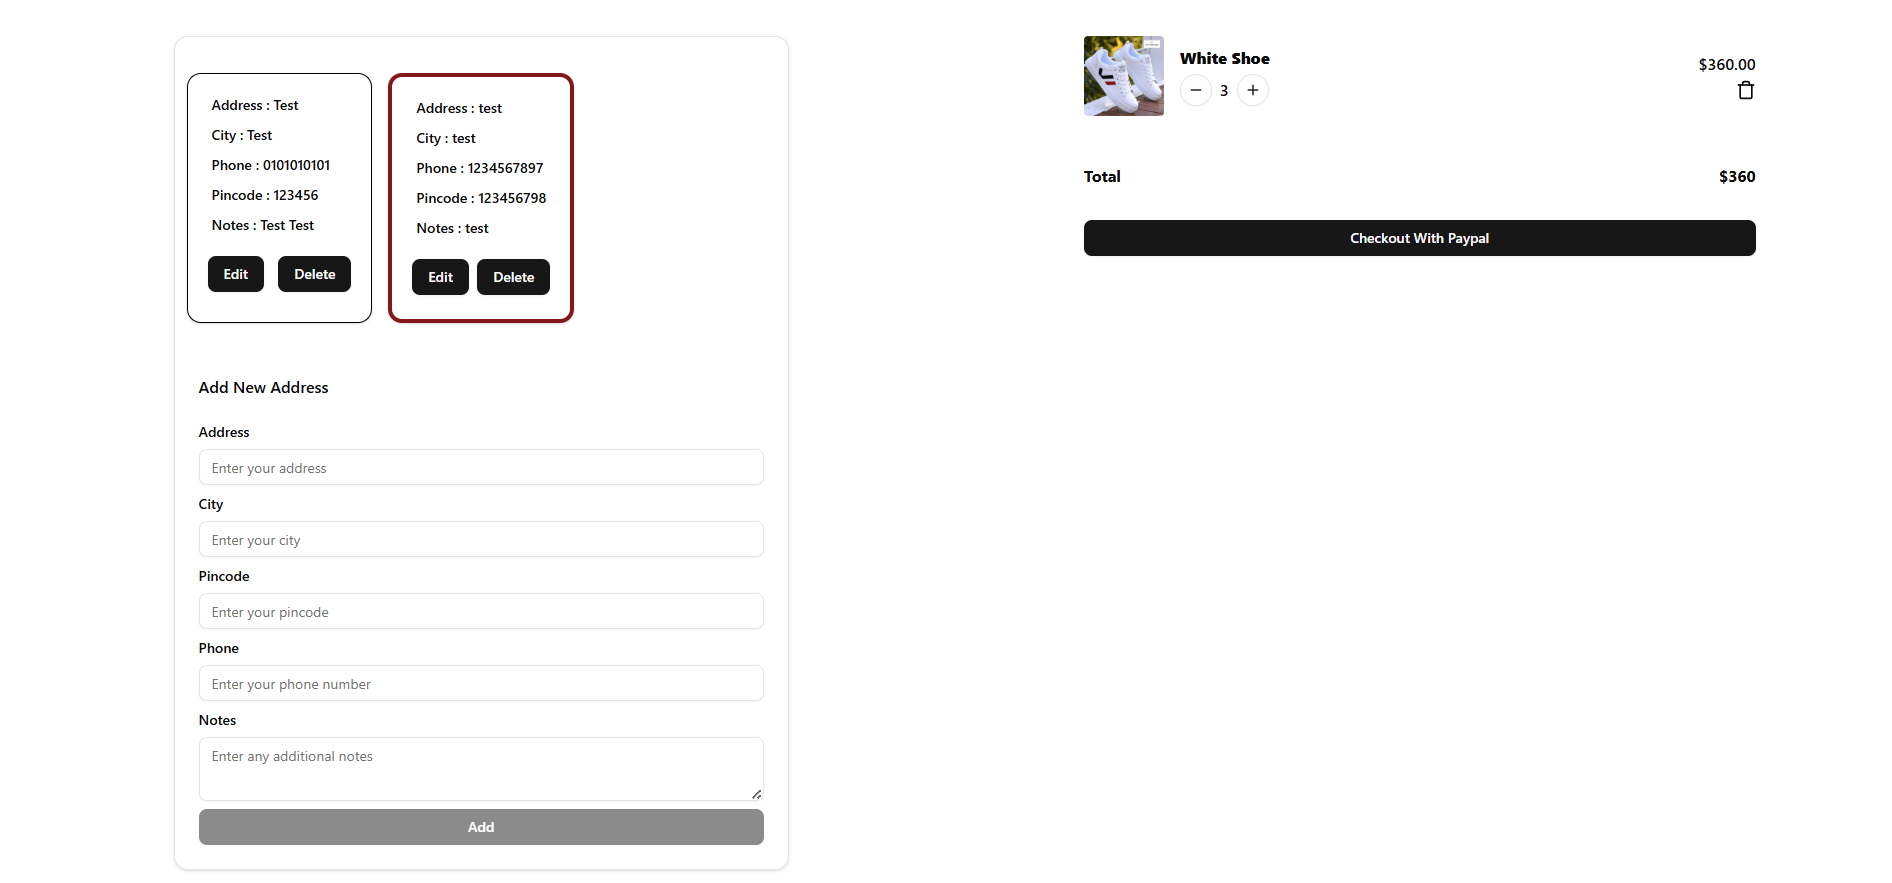 Address : Test
City : Test
Phone : 0101010101
Pincode : 123456
Notes : Test Test
Edit
Delete
Address : test
City : test
Phone : 1234567897
Pincode : 123456798
Notes : test
Edit
Delete
Add New Address
Address
Enter your address
City
Enter your city
Pincode
Enter your pincode
Phone
Enter your phone number
Notes
Enter any additional notes
Add
White Shoe
3
$360.00
Total
$360
Checkout With Paypal